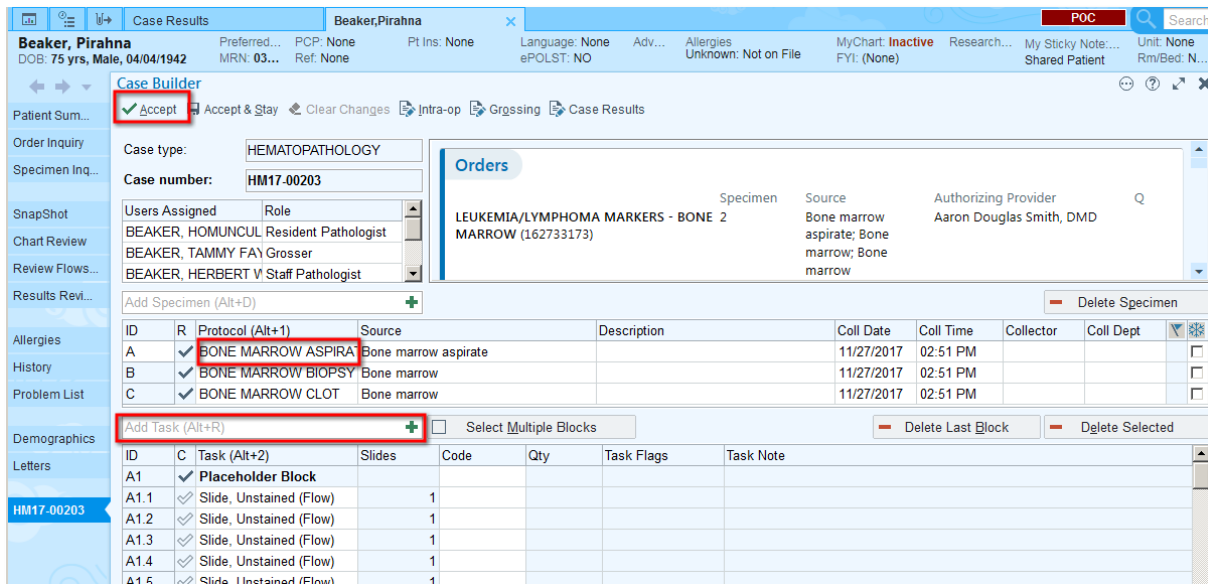 Case Results
Beaker,Pirahna
POC
Search
Beaker, Pirahna
DOB: 75 yrs, Male, 04/04/1942
Preferred...
MRN: 03...
PCP: None
Ref: None
Pt Ins: None
Language: None
ePOLST: NO
Adv...
Allergies
Unknown: Not on File
MyChart: Inactive
FYI: (None)
Research...
My Sticky Note:...
Shared Patient
Unit: None
Rm/Bed: N...
Patient Sum...
Order Inquiry
Specimen Inq...
SnapShot
Chart Review
Review Flows...
Results Revi...
Allergies
History
Problem List
Demographics
Letters
HM17-00203
Case Builder
Accept Accept & Stay Clear Changes Intra-op Grossing Case Results
Case type: HEMATOPATHOLOGY
Case number: HM17-00203
Users Assigned Role
BEAKER, HOMUNCUL Resident Pathologist
BEAKER, TAMMY FAY Grosser
BEAKER, HERBERT W Staff Pathologist
Orders
Specimen Source Authorizing Provider Q
LEUKEMIA/LYMPHOMA MARKERS - BONE 2 Bone marrow Aaron Douglas Smith, DMD
MARROW (162733173) aspirate; Bone
marrow; Bone
marrow
Add Specimen (Alt+D) Delete Specimen
ID R Protocol (Alt+1) Source Description Coll Date Coll Time Collector Coll Dept
A BONE MARROW ASPIRAT Bone marrow aspirate 11/27/2017 02:51 PM
B BONE MARROW BIOPSY Bone marrow 11/27/2017 02:51 PM
C BONE MARROW CLOT Bone marrow 11/27/2017 02:51 PM
Add Task (Alt+R) Select Multiple Blocks Delete Last Block Delete Selected
ID C Task (Alt+2) Slides Code Qty Task Flags Task Note
A1 Placeholder Block
A1.1 Slide, Unstained (Flow) 1
A1.2 Slide, Unstained (Flow) 1
A1.3 Slide, Unstained (Flow) 1
A1.4 Slide, Unstained (Flow) 1
A1.5 Slide, Unstained (Flow) 1